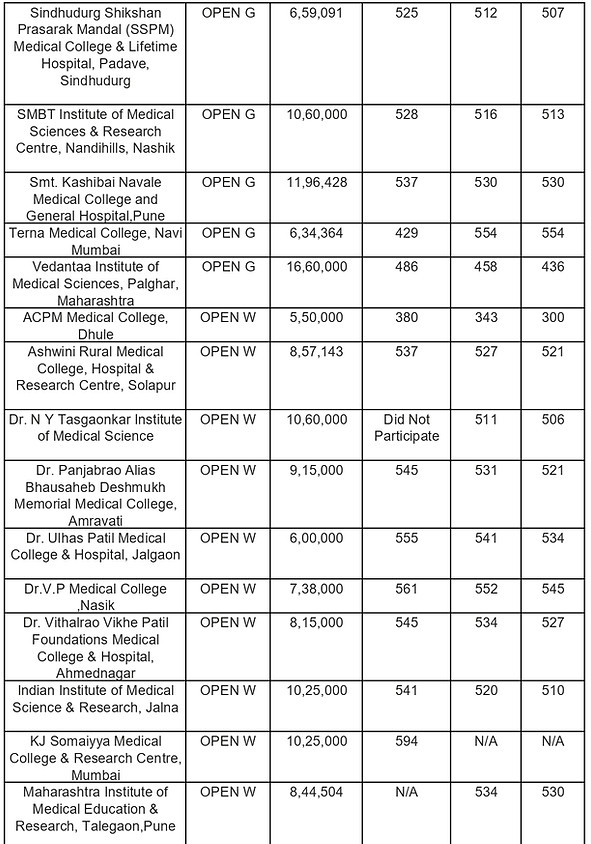 Sindhudurg Shikshan OPEN G 6,59,091 525 512 507
Prasarak Mandal (SSPM)
Medical College & Lifetime
Hospital, Padave,
Sindhudurg
SMBT Institute of Medical OPEN G 10,60,000 528 516 513
Sciences & Research
Centre, Nandihills, Nashik
Smt. Kashibai Navale OPEN G 11,96,428 537 530 530
Medical College and
General Hospital,Pune
Terna Medical College, Navi OPEN G 6,34,364 429 554 554
Mumbai
Vedantaa Institute of OPEN G 16,60,000 486 458 436
Medical Sciences, Palghar,
Maharashtra
ACPM Medical College, OPEN W 5,50,000 380 343 300
Dhule
Ashwini Rural Medical OPEN W 8,57,143 537 527 521
College, Hospital &
Research Centre, Solapur
Dr. N Y Tasgaonkar Institute OPEN W 10,60,000 Did Not 511 506
of Medical Science Participate
Dr. Panjabrao Alias OPEN W 9,15,000 545 531 521
Bhausaheb Deshmukh
Memorial Medical College,
Amravati
Dr. Ulhas Patil Medical OPEN W 6,00,000 555 541 534
College & Hospital, Jalgaon
Dr.V.P Medical College OPEN W 7,38,000 561 552 545
,Nasik
Dr. Vithalrao Vikhe Patil OPEN W 8,15,000 545 534 527
Foundations Medical
College & Hospital,
Ahmednagar
Indian Institute of Medical OPEN W 10,25,000 541 520 510
Science & Research, Jalna
KJ Somaiyya Medical OPEN W 10,25,000 594 N/A N/A
College & Research Centre,
Mumbai
Maharashtra Institute of OPEN W 8,44,504 N/A 534 530
Medical Education &
Research, Talegaon,Pune